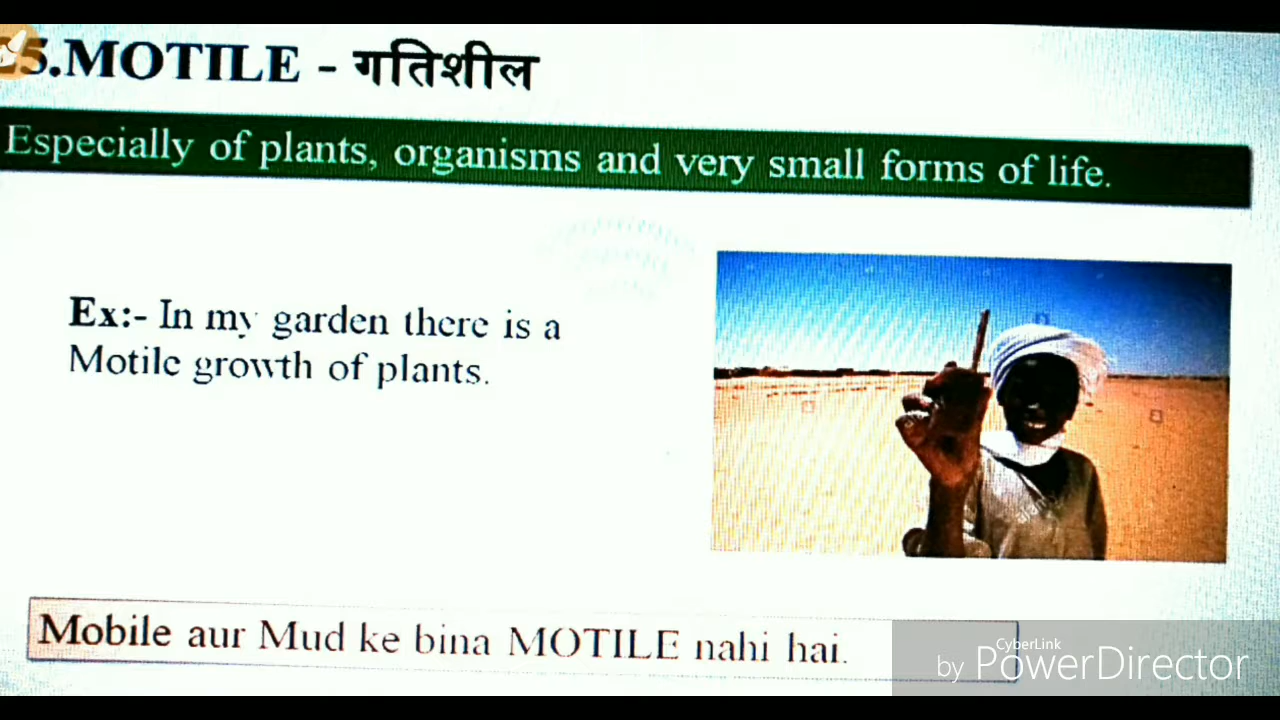 25.MOTILE - गतिशील
Especially of plants, organisms and very small forms of life.
Ex:- In my garden there is a
Motile growth of plants.
Mobile aur Mud ke bina MOTILE nahi hai.
CyberLink
by PowerDirector